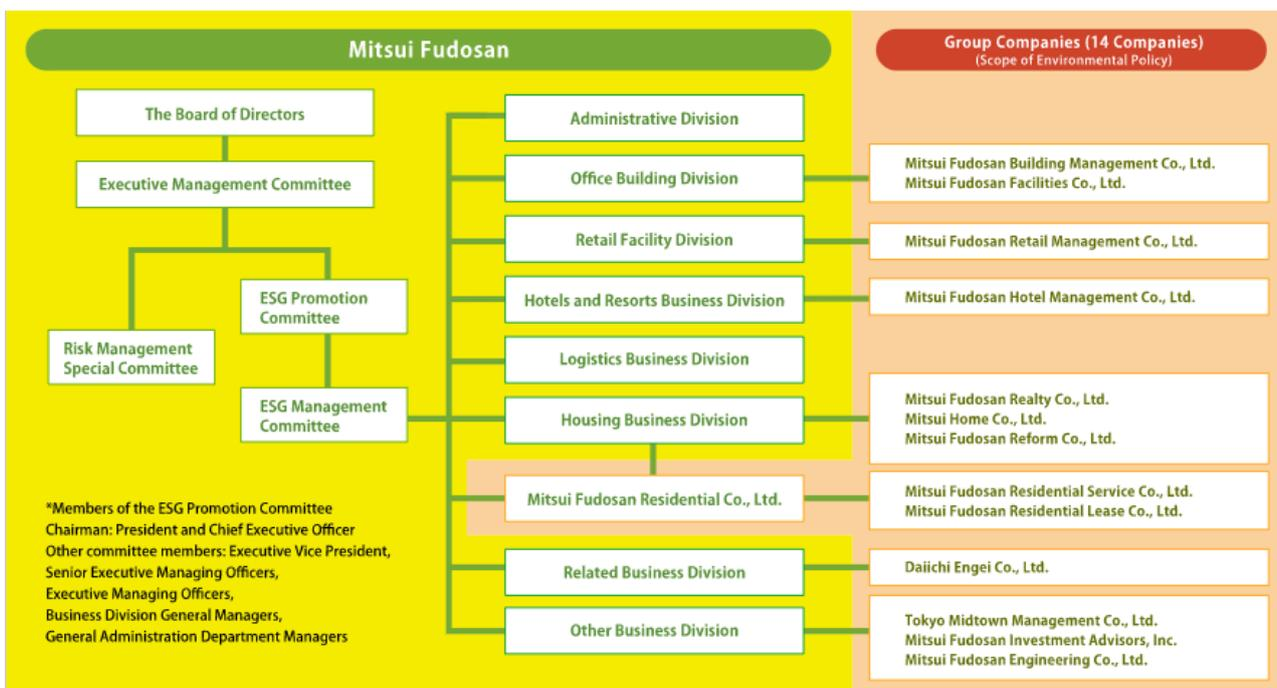 Mitsui Fudosan
Group Companies (14 Companies)
(Scope of Environmental Policy)
The Board of Directors
Executive Management Committee
ESG Promotion
Committee
Risk Management
Special Committee
ESG Management
Committee
*Members of the ESG Promotion Committee
Chairman: President and Chief Executive Officer
Other committee members: Executive Vice President,
Senior Executive Managing Officers,
Executive Managing Officers,
Business Division General Managers,
General Administration Department Managers
Administrative Division
Office Building Division
Retail Facility Division
Hotels and Resorts Business Division
Logistics Business Division
Housing Business Division
Mitsui Fudosan Residential Co., Ltd.
Related Business Division
Other Business Division
Mitsui Fudosan Building Management Co., Ltd.
Mitsui Fudosan Facilities Co., Ltd.
Mitsui Fudosan Retail Management Co., Ltd.
Mitsui Fudosan Hotel Management Co., Ltd.
Mitsui Fudosan Realty Co., Ltd.
Mitsui Home Co., Ltd.
Mitsui Fudosan Reform Co., Ltd.
Mitsui Fudosan Residential Service Co., Ltd.
Mitsui Fudosan Residential Lease Co., Ltd.
Daiichi Engei Co., Ltd.
Tokyo Midtown Management Co., Ltd.
Mitsui Fudosan Investment Advisors, Inc.
Mitsui Fudosan Engineering Co., Ltd.